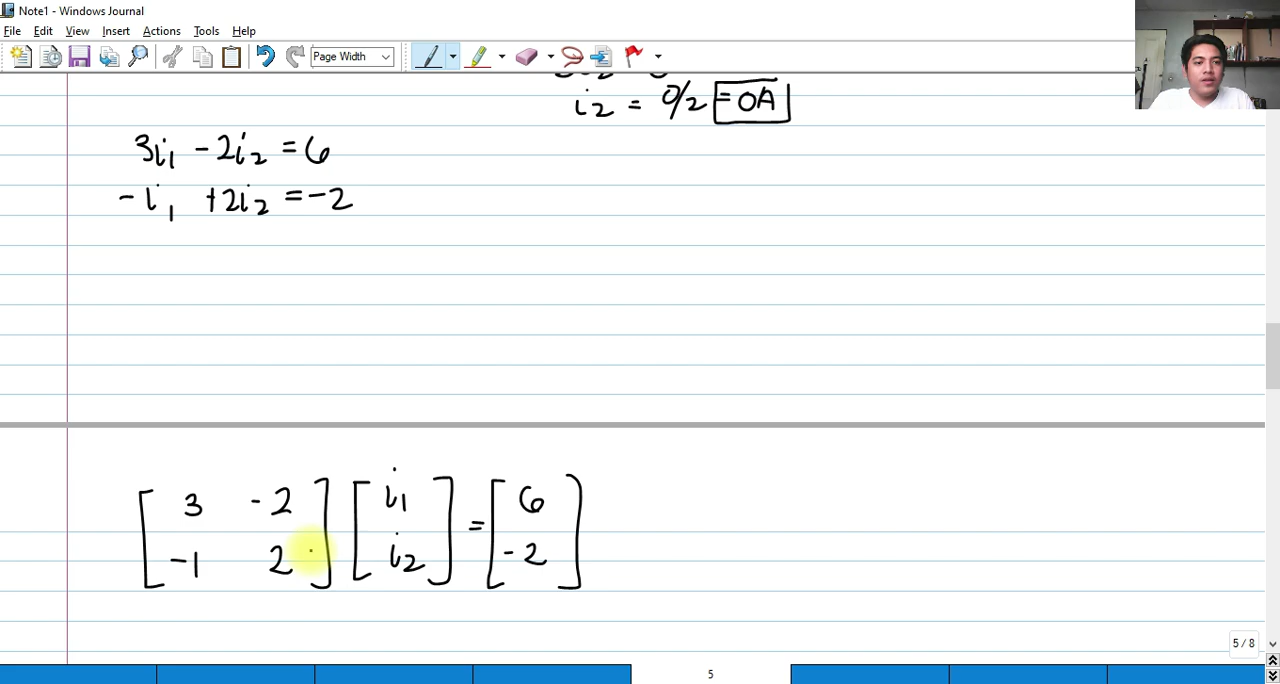 Note1 - Windows Journal
File Edit View Insert Actions Tools Help
Page Width
i2 = 0/2 = 0A
3i1 - 2i2 = 6
-i1 + 2i2 = -2
[ 3 -2 ] [ i1 ] = [ 6 ]
[ -1 2 ] [ i2 ] [ -2 ]
5 / 8
5